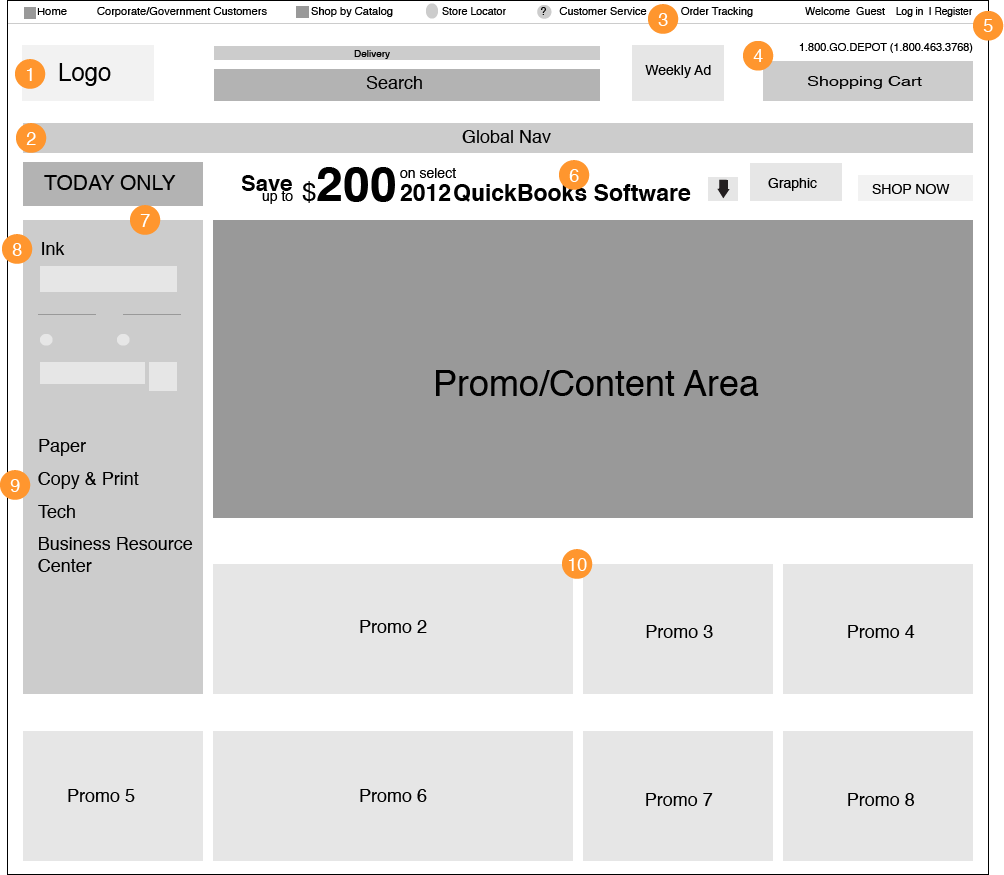 Home Corporate/Government Customers Shop by Catalog Store Locator ? Customer Service Order Tracking Welcome Guest Log in I Register
3
5
1.800.GO.DEPOT (1.800.463.3768)
Delivery
4
1 Logo
Search
Weekly Ad
Shopping Cart
2
Global Nav
TODAY ONLY
Save up to $200 on select 2012 QuickBooks Software
6
Graphic
SHOP NOW
7
8 Ink
Promo/Content Area
Paper
9 Copy & Print
Tech
Business Resource
Center
10
Promo 2 Promo 3 Promo 4
Promo 5 Promo 6 Promo 7 Promo 8